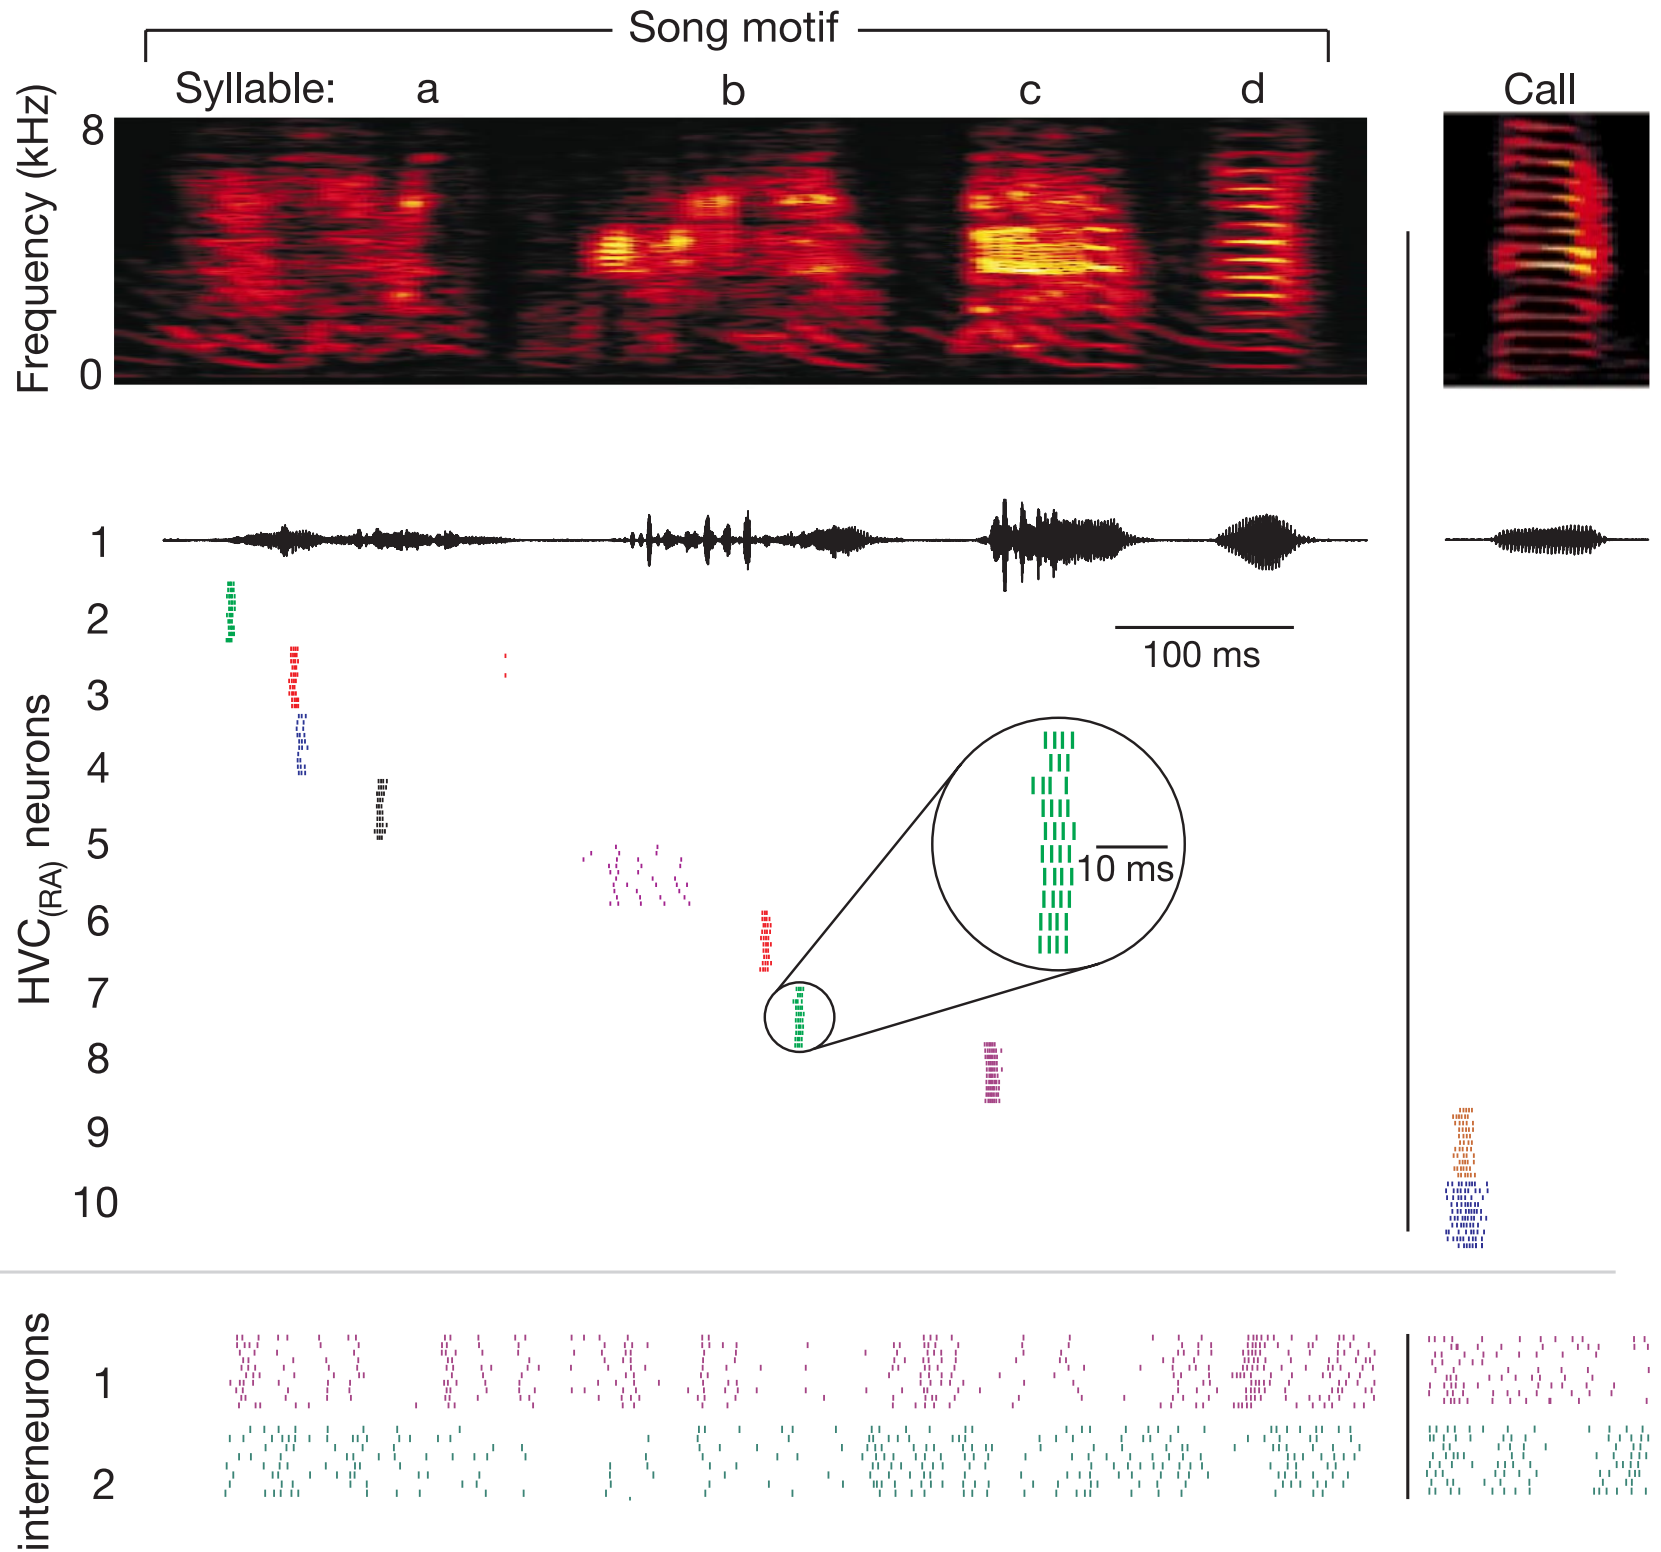 Song motif
Syllable: a b c d Call
Frequency (kHz)
8
0
1
2
100 ms
3
HVC(RA) neurons
4
5
10 ms
6
7
8
9
10
interneurons
1
2